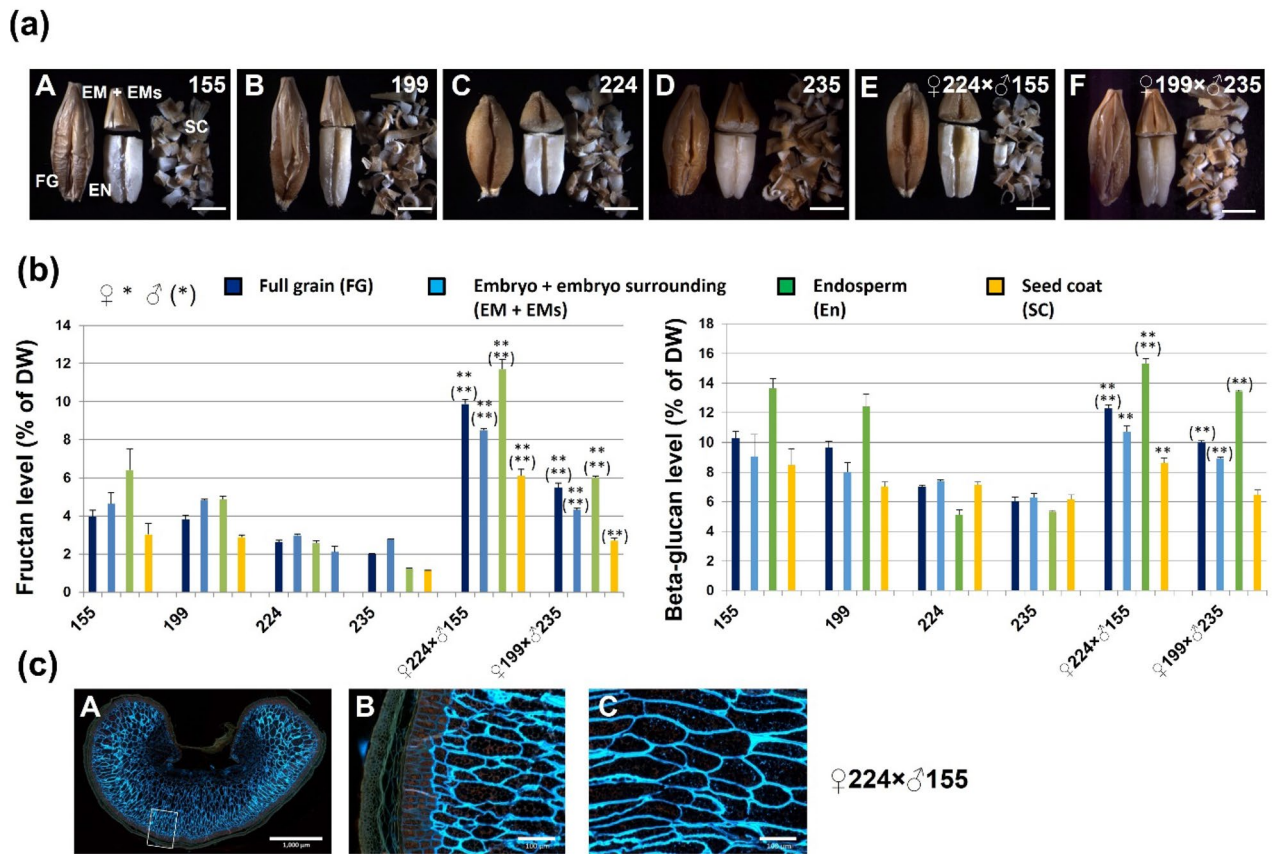 (a)
A EM + EMs 155
SC
FG
EN
B 199
C 224
D 235
E ♀224×♂155
F ♀199×♂235
(b)
♀ * ♂ (*)
Full grain (FG)
Embryo + embryo surrounding
(EM + EMs)
Endosperm
(En)
Seed coat
(SC)
Fructan level (% of DW)
14
12
10
8
6
4
2
0
** (**)
** (**)
** (**)
** (**)
** (**)
** (**)
** (**)
(**)
155
199
224
235
♀224×♂155
♀199×♂235
Beta-glucan level (% of DW)
18
16
14
12
10
8
6
4
2
0
** (**)
**
** (**)
**
(**)
(**)
(**)
155
199
224
235
♀224×♂155
♀199×♂235
(c)
A
1,000 µm
B
100 µm
C
100 µm
♀224×♂155